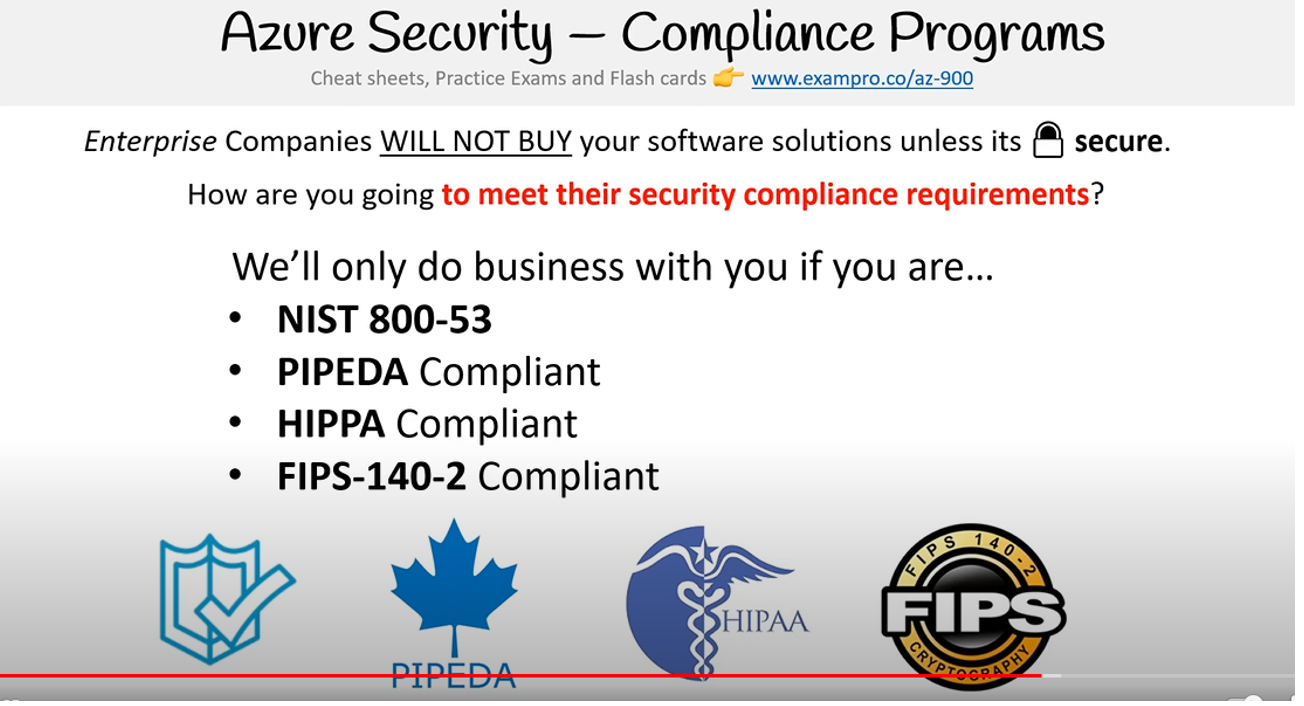 Azure Security – Compliance Programs
Cheat sheets, Practice Exams and Flash cards 👉 www.exampro.co/az-900
Enterprise Companies WILL NOT BUY your software solutions unless its secure.
How are you going to meet their security compliance requirements?
We'll only do business with you if you are...
• NIST 800-53
• PIPEDA Compliant
• HIPPA Compliant
• FIPS-140-2 Compliant
PIPEDA
HIPAA
FIPS 140-2
FIPS
CRYPTOGRAPHY